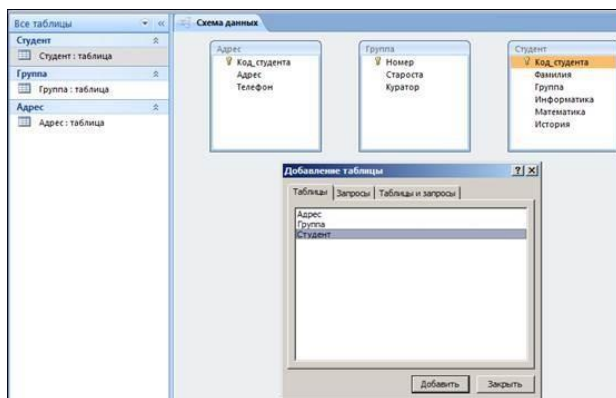 Все таблицы
Студент
Студент : таблица
Группа
Группа : таблица
Адрес
Адрес : таблица
Схема данных
Адрес
Код_студента
Адрес
Телефон
Группа
Номер
Староста
Куратор
Студент
Код_студента
Фамилия
Группа
Информатика
Математика
История
Добавление таблицы
Таблицы
Запросы
Таблицы и запросы
Адрес
Группа
Студент
Добавить
Закрыть